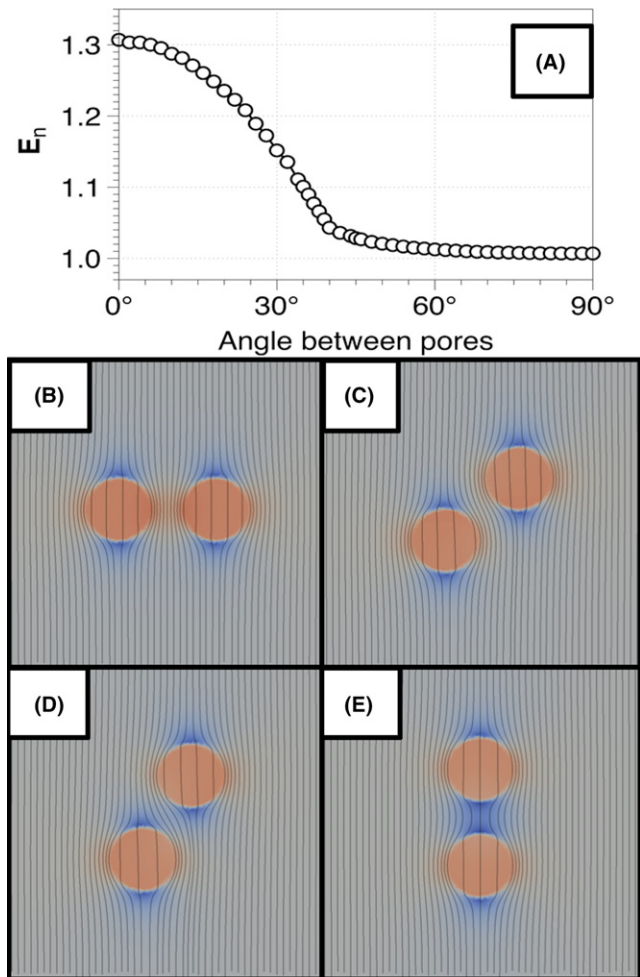 (A)
1.3
1.2
1.1
1.0
En
0° 30° 60° 90°
Angle between pores
(B)
(C)
(D)
(E)